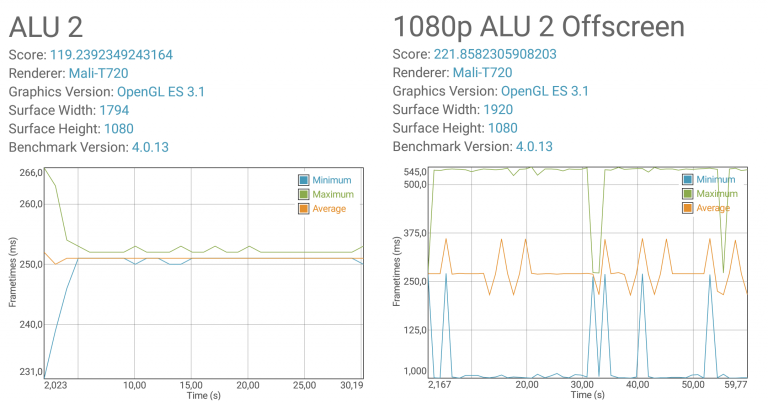 ALU 2
Score: 119.2392349243164
Renderer: Mali-T720
Graphics Version: OpenGL ES 3.1
Surface Width: 1794
Surface Height: 1080
Benchmark Version: 4.0.13
266,0
260,0
250,0
240,0
231,0
Frametimes (ms)
Minimum
Maximum
Average
2,023
10,00
15,00
20,00
25,00
30,19
Time (s)
1080p ALU 2 Offscreen
Score: 221.8582305908203
Renderer: Mali-T720
Graphics Version: OpenGL ES 3.1
Surface Width: 1920
Surface Height: 1080
Benchmark Version: 4.0.13
545,0
500,0
375,0
250,0
125,0
1,000
Frametimes (ms)
Minimum
Maximum
Average
2,167
20,00
30,00
40,00
50,00
59,77
Time (s)